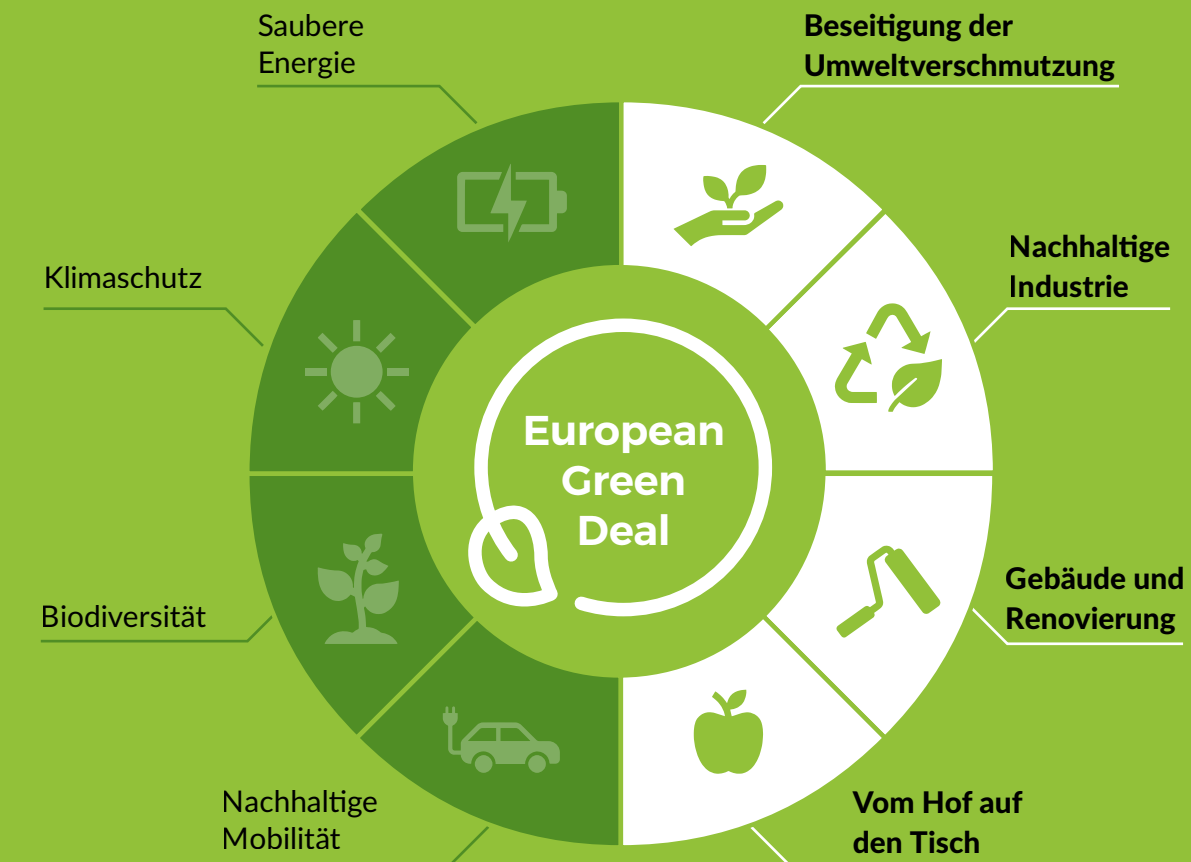 Saubere
Energie
Beseitigung der
Umweltverschmutzung
Klimaschutz
Nachhaltige
Industrie
European
Green
Deal
Biodiversität
Gebäude und
Renovierung
Nachhaltige
Mobilität
Vom Hof auf
den Tisch